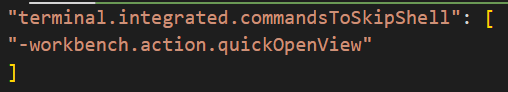 "terminal.integrated.commandsToSkipShell": [
"-workbench.action.quickOpenView"
]